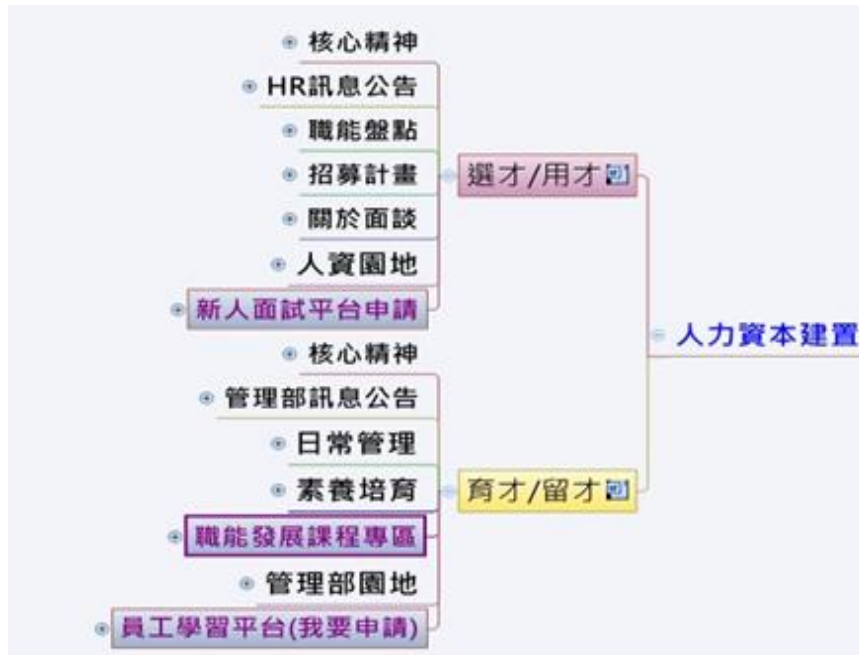 核心精神
HR訊息公告
職能盤點
招募計畫
選才/用才
關於面談
人資園地
新人面試平台申請
人力資本建置
核心精神
管理部訊息公告
日常管理
素養培育
育才/留才
職能發展課程專區
管理部園地
員工學習平台(我要申請)